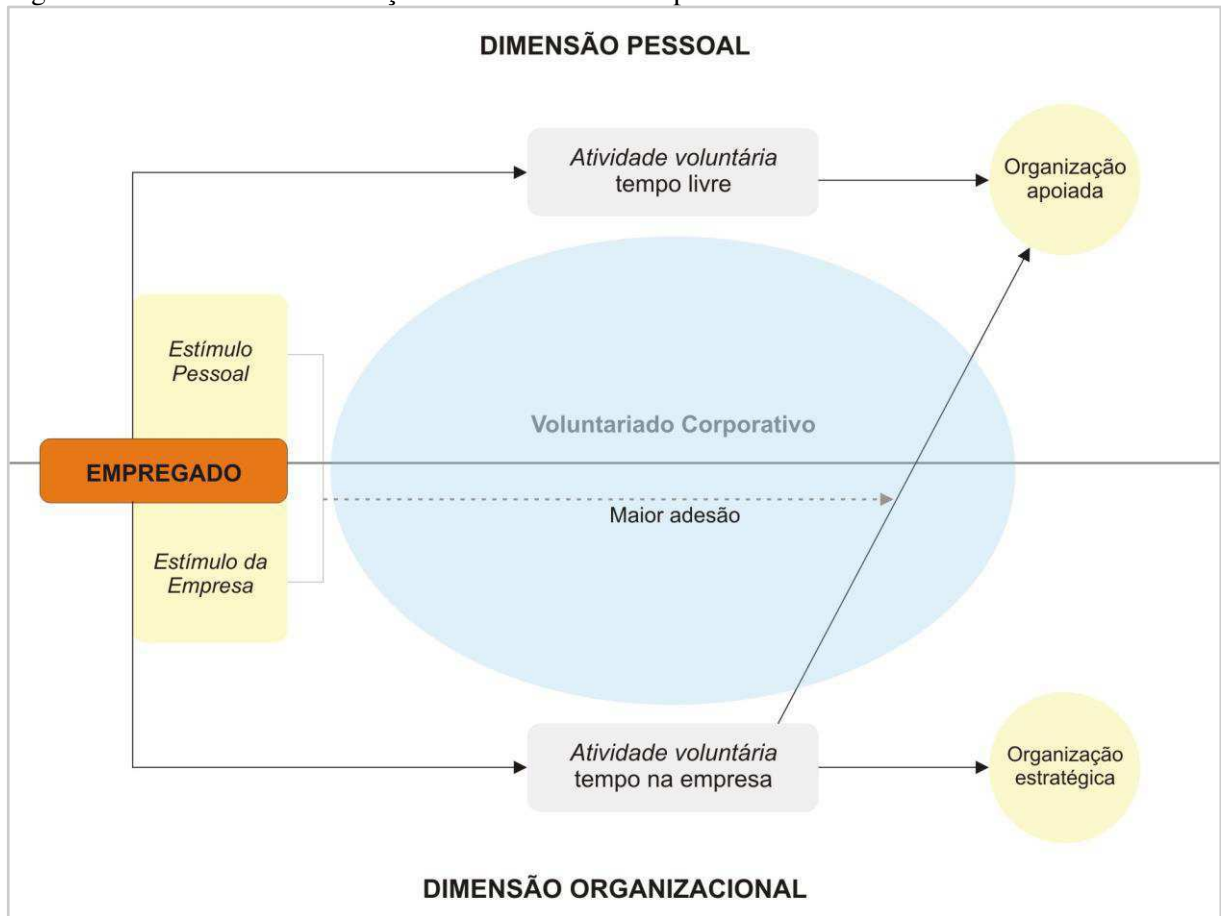 DIMENSÃO PESSOAL
Atividade voluntária
tempo livre
Organização
apoiada
Estímulo
Pessoal
Voluntariado Corporativo
EMPREGADO
Maior adesão
Estímulo da
Empresa
Atividade voluntária
tempo na empresa
Organização
estratégica
DIMENSÃO ORGANIZACIONAL